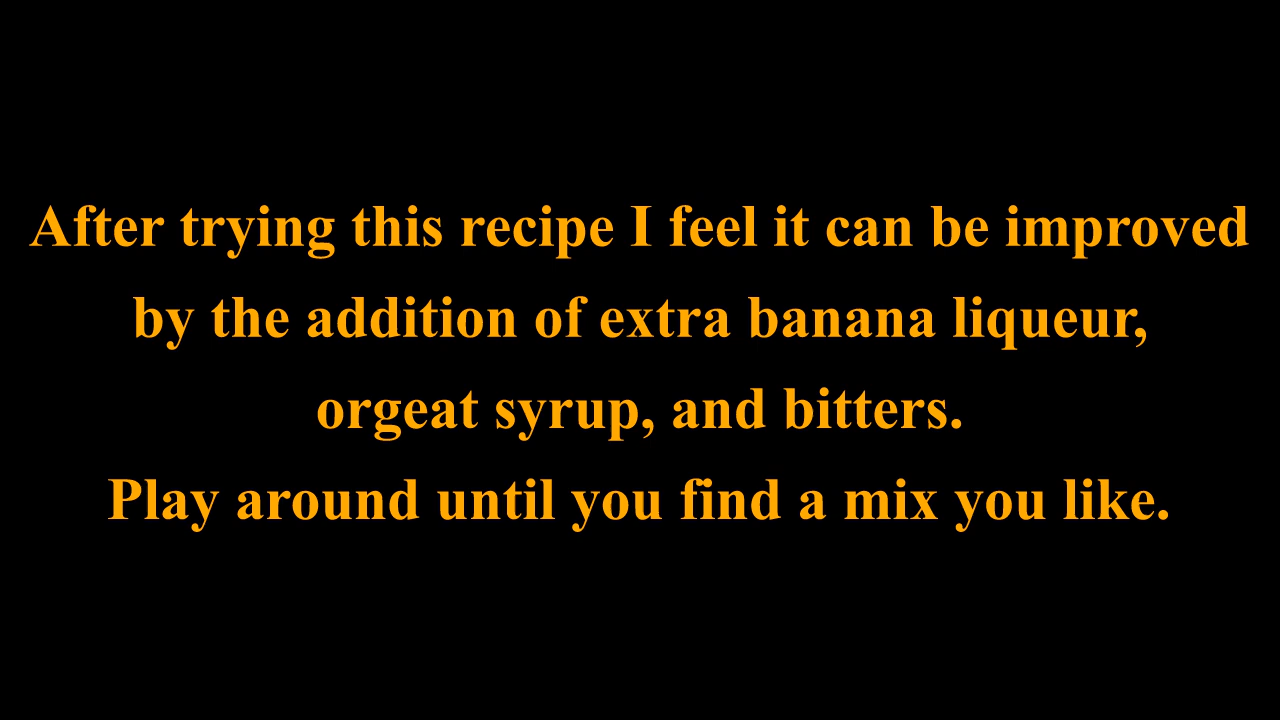 After trying this recipe I feel it can be improved
by the addition of extra banana liqueur,
orgeat syrup, and bitters.
Play around until you find a mix you like.